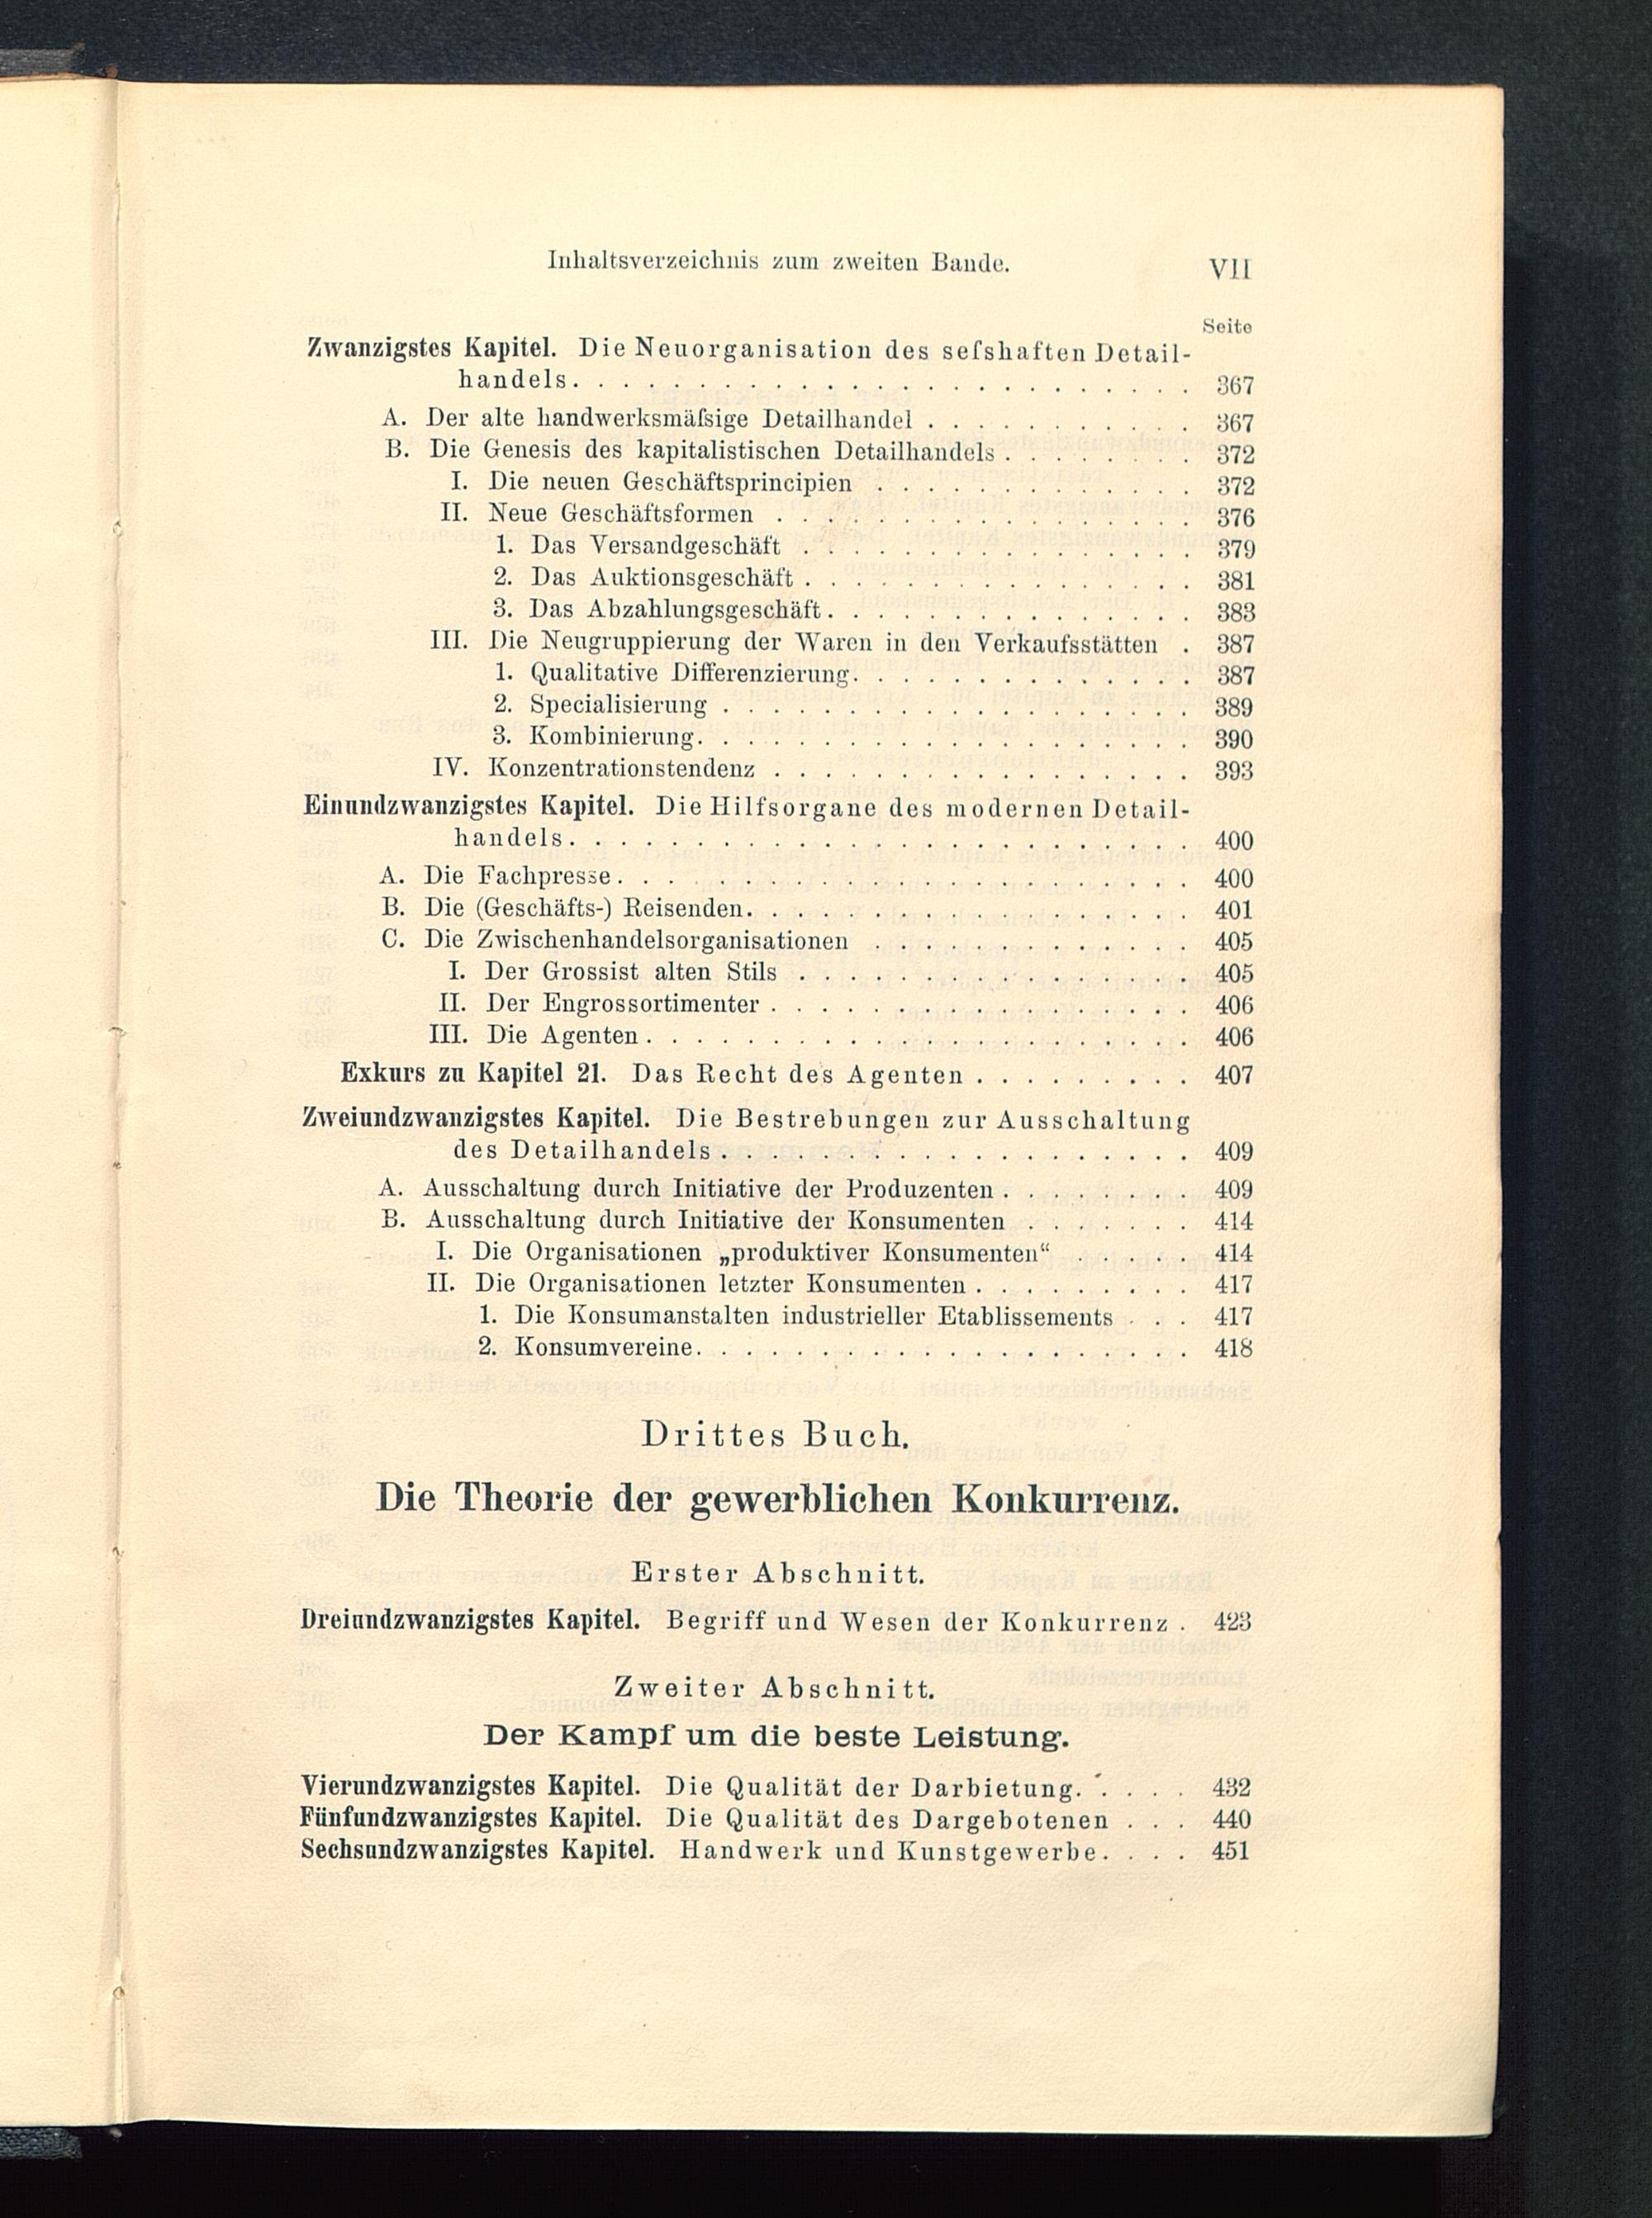 Inhaltsverzeichnis zum zweiten Bande. VII
Seite
Zwanzigstes Kapitel. Die Neuorganisation des seſshaften Detail-
handels. . . . . . . . . . . . . . . . . . . . . . . . . 367
A. Der alte handwerksmäſsige Detailhandel . . . . . . . . . . . 367
B. Die Genesis des kapitalistischen Detailhandels . . . . . . . . 372
I. Die neuen Geschäftsprincipien . . . . . . . . . . . . . 372
II. Neue Geschäftsformen . . . . . . . . . . . . . . . . . 376
1. Das Versandgeschäft . . . . . . . . . . . . . . . . 379
2. Das Auktionsgeschäft . . . . . . . . . . . . . . . . 381
3. Das Abzahlungsgeschäft. . . . . . . . . . . . . . . 383
III. Die Neugruppierung der Waren in den Verkaufsstätten . 387
1. Qualitative Differenzierung. . . . . . . . . . . . . . 387
2. Specialisierung . . . . . . . . . . . . . . . . . . . 389
3. Kombinierung. . . . . . . . . . . . . . . . . . . . 390
IV. Konzentrationstendenz . . . . . . . . . . . . . . . . . 393
Einundzwanzigstes Kapitel. Die Hilfsorgane des modernen Detail-
handels. . . . . . . . . . . . . . . . . . . . . . . . . 400
A. Die Fachpresse. . . . . . . . . . . . . . . . . . . . . . . 400
B. Die (Geschäfts-) Reisenden. . . . . . . . . . . . . . . . . . 401
C. Die Zwischenhandelsorganisationen . . . . . . . . . . . . . 405
I. Der Grossist alten Stils . . . . . . . . . . . . . . . . 405
II. Der Engrossortimenter . . . . . . . . . . . . . . . . . 406
III. Die Agenten . . . . . . . . . . . . . . . . . . . . . . 406
Exkurs zu Kapitel 21. Das Recht des Agenten . . . . . . . . . 407
Zweiundzwanzigstes Kapitel. Die Bestrebungen zur Ausschaltung
des Detailhandels . . . . . . . . . . . . . . . . . . . 409
A. Ausschaltung durch Initiative der Produzenten . . . . . . . . 409
B. Ausschaltung durch Initiative der Konsumenten . . . . . . . 414
I. Die Organisationen „produktiver Konsumenten“ . . . . . 414
II. Die Organisationen letzter Konsumenten . . . . . . . . . 417
1. Die Konsumanstalten industrieller Etablissements . . . 417
2. Konsumvereine. . . . . . . . . . . . . . . . . . . . 418
Drittes Buch.
Die Theorie der gewerblichen Konkurrenz.
Erster Abschnitt.
Dreiundzwanzigstes Kapitel. Begriff und Wesen der Konkurrenz . 423
Zweiter Abschnitt.
Der Kampf um die beste Leistung.
Vierundzwanzigstes Kapitel. Die Qualität der Darbietung. . . . . 432
Fünfundzwanzigstes Kapitel. Die Qualität des Dargebotenen . . . 440
Sechsundzwanzigstes Kapitel. Handwerk und Kunstgewerbe. . . . 451